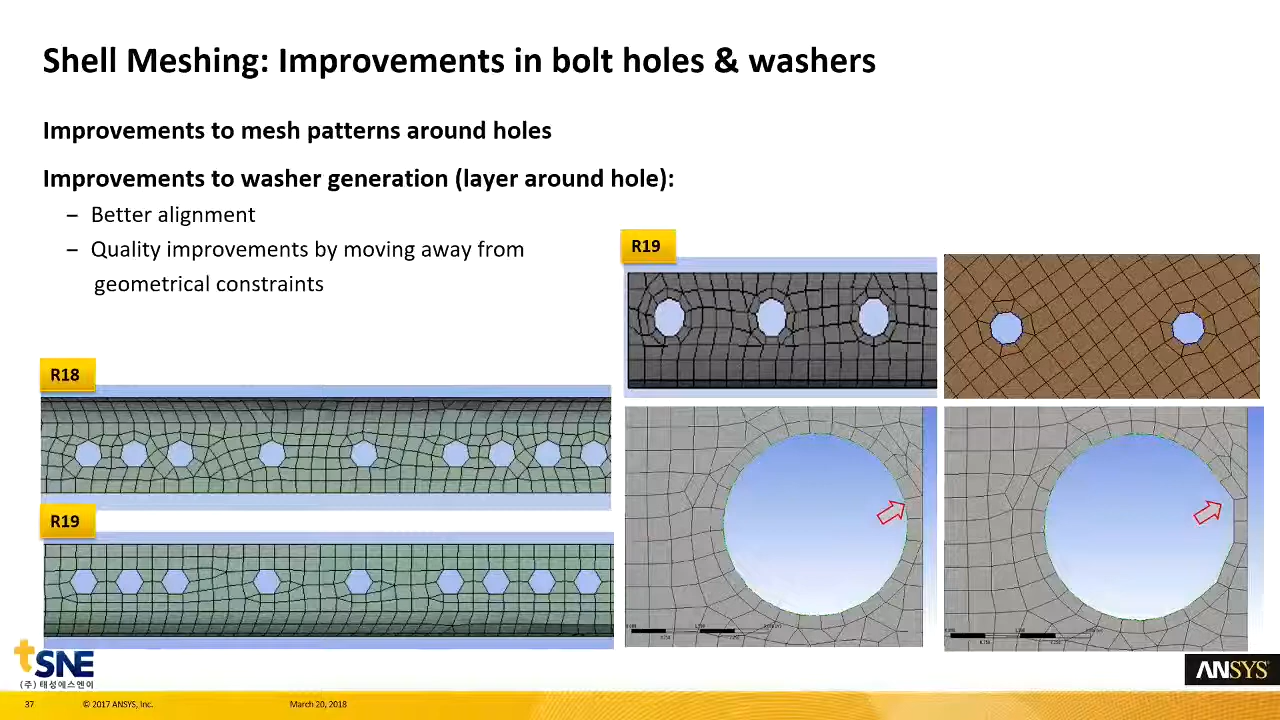 Shell Meshing: Improvements in bolt holes & washers
Improvements to mesh patterns around holes
Improvements to washer generation (layer around hole):
– Better alignment
– Quality improvements by moving away from
geometrical constraints
R19
R18
R19
tSNE
(주) 태성에스엔이
ANSYS
37
© 2017 ANSYS, Inc.
March 20, 2018